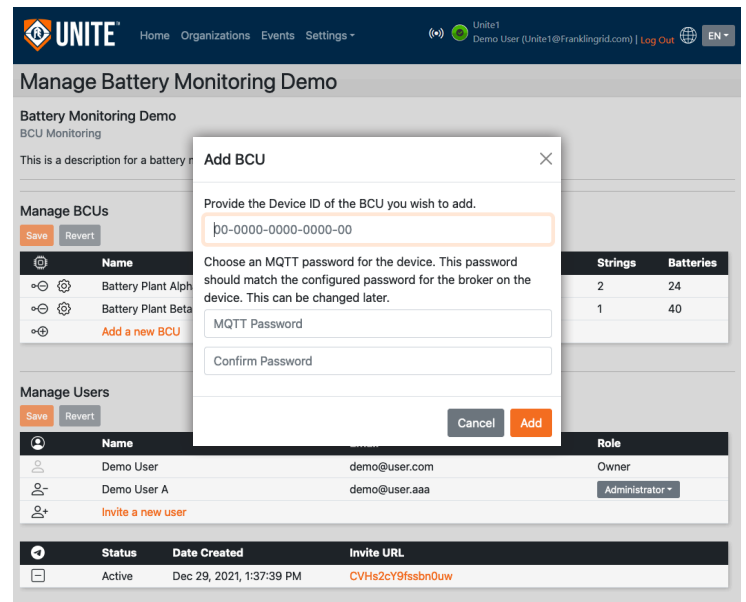 UNITE
Home Organizations Events Settings
Unite1
Demo User (Unite1@Franklingrid.com) | Log Out
EN
Manage Battery Monitoring Demo
Battery Monitoring Demo
BCU Monitoring
This is a description for a battery
Add BCU
Provide the Device ID of the BCU you wish to add.
00-0000-0000-0000-00
Choose an MQTT password for the device. This password
should match the configured password for the broker on the
device. This can be changed later.
MQTT Password
Confirm Password
Cancel Add
Manage BCUs
Save Revert
Name Strings Batteries
Battery Plant Alph 2 24
Battery Plant Beta 1 40
Add a new BCU
Manage Users
Save Revert
Name Role
Demo User demo@user.com Owner
Demo User A demo@user.aaa Administrator
Invite a new user
Status Date Created Invite URL
Active Dec 29, 2021, 1:37:39 PM CVHs2cY9fssbn0uw